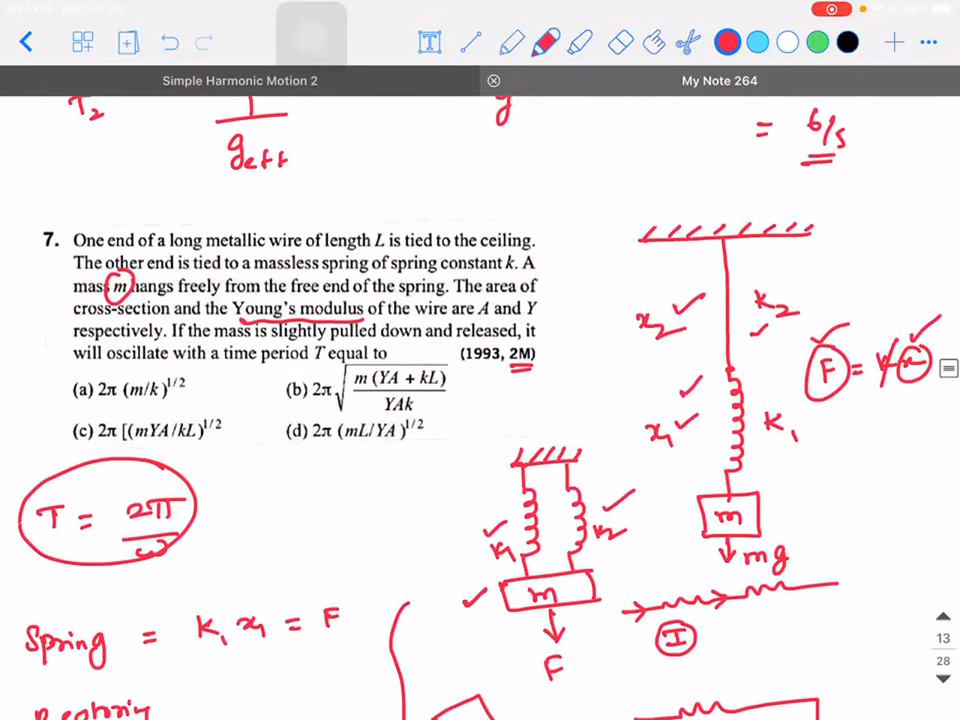 Simple Harmonic Motion 2
My Note 264
T2
1
geff
g
= 6/5
7. One end of a long metallic wire of length L is tied to the ceiling.
The other end is tied to a massless spring of spring constant k. A
mass m hangs freely from the free end of the spring. The area of
cross-section and the Young's modulus of the wire are A and Y
respectively. If the mass is slightly pulled down and released, it
will oscillate with a time period T equal to (1993, 2M)
(a) 2π (m/k)^1/2 (b) 2π √ m (YA + kL) / YAk
(c) 2π [(mYA/kL)^1/2 (d) 2π (mL/YA)^1/2
x2
K2
F = Kx
x1
K1
m
mg
T = 2π / ω
K1
K2
m
F
I
Spring = K1 x1 = F
13
28